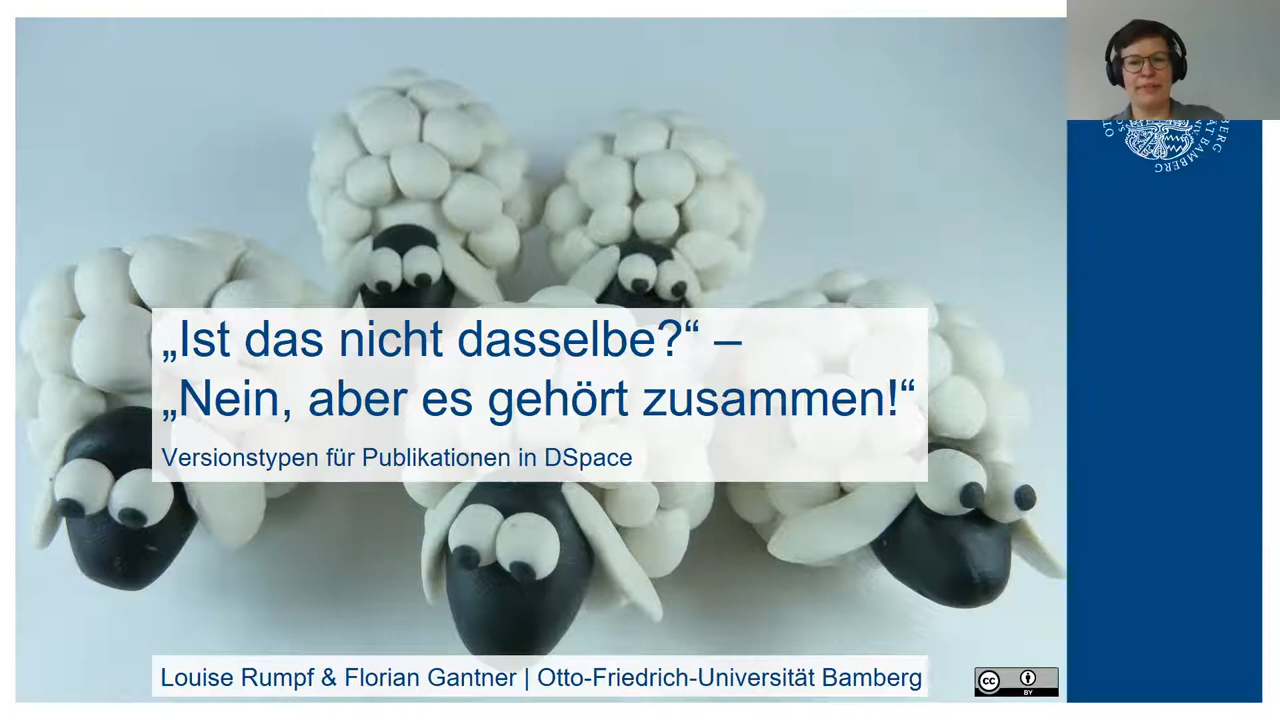 „Ist das nicht dasselbe?“ –
„Nein, aber es gehört zusammen!“
Versionstypen für Publikationen in DSpace
Louise Rumpf & Florian Gantner | Otto-Friedrich-Universität Bamberg
cc
BY
BAMBERG